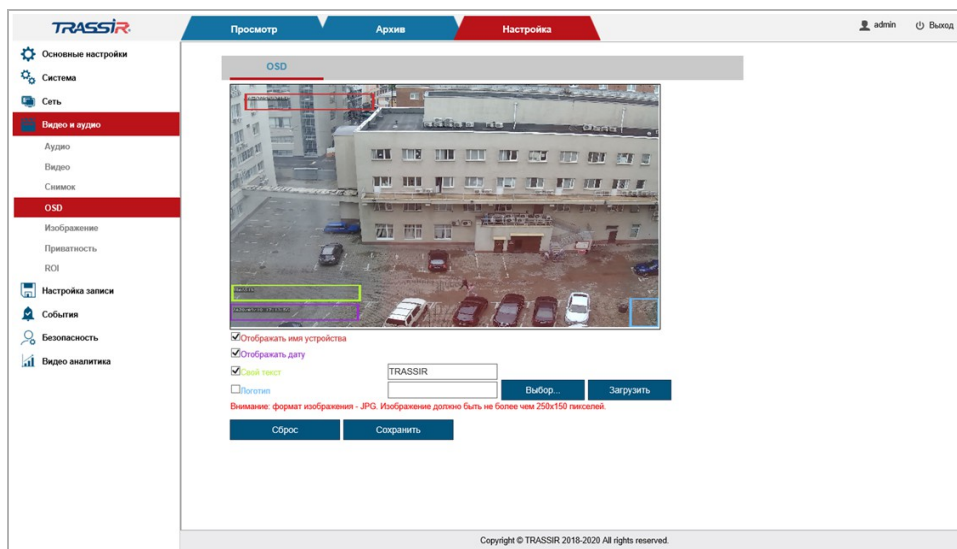 TRASSIR
Просмотр
Архив
Настройка
admin
Выход
Основные настройки
Система
Сеть
Видео и аудио
Аудио
Видео
Снимок
OSD
Изображение
Приватность
ROI
Настройка записи
События
Безопасность
Видео аналитика
OSD
Отображать имя устройства
Отображать дату
Свой текст
TRASSIR
Логотип
Выбор...
Загрузить
Внимание: формат изображения - JPG. Изображение должно быть не более чем 250x150 пикселей.
Сброс
Сохранить
Copyright © TRASSIR 2018-2020 All rights reserved.